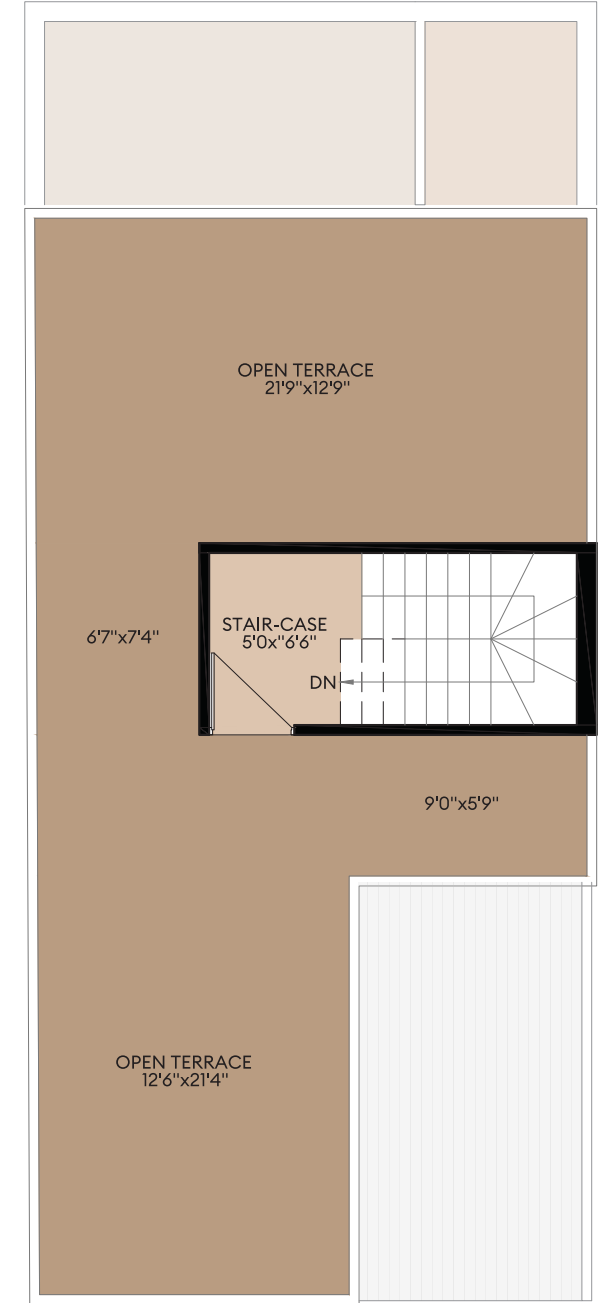 OPEN TERRACE
21'9"x12'9"
6'7"x7'4"
STAIR-CASE
5'0x"6'6"
DN
9'0"x5'9"
OPEN TERRACE
12'6"x21'4"